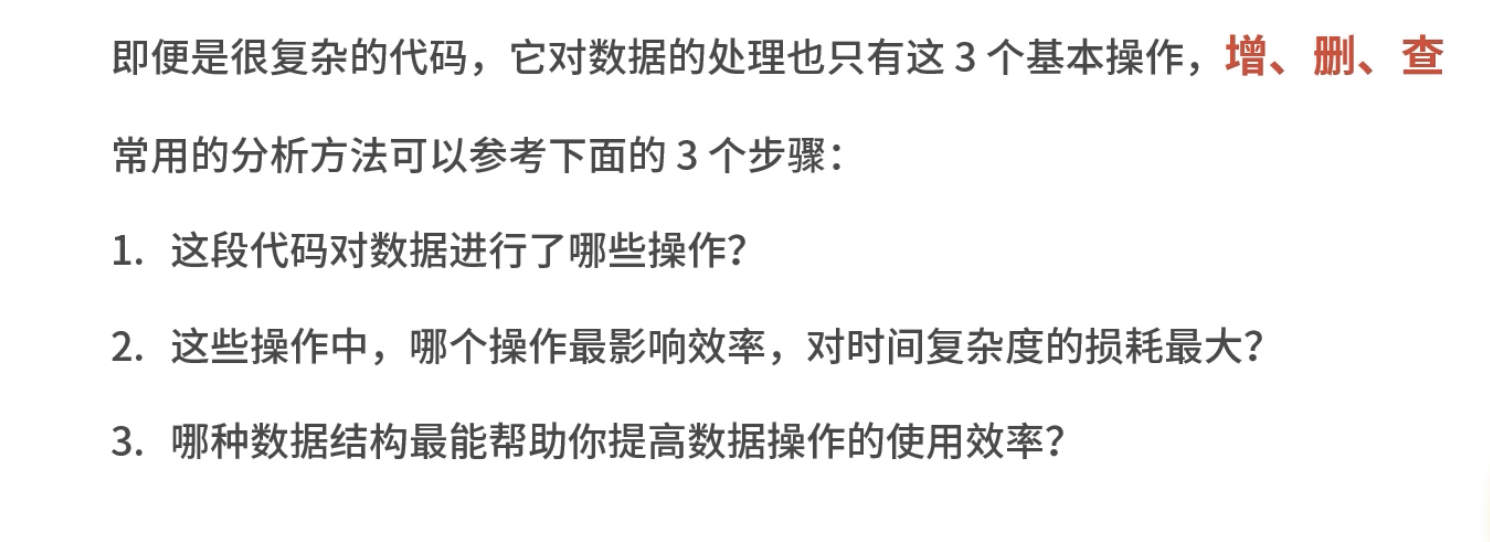 即便是很复杂的代码，它对数据的处理也只有这 3 个基本操作，增、删、查
常用的分析方法可以参考下面的 3 个步骤：
1. 这段代码对数据进行了哪些操作？
2. 这些操作中，哪个操作最影响效率，对时间复杂度的损耗最大？
3. 哪种数据结构最能帮助你提高数据操作的使用效率？